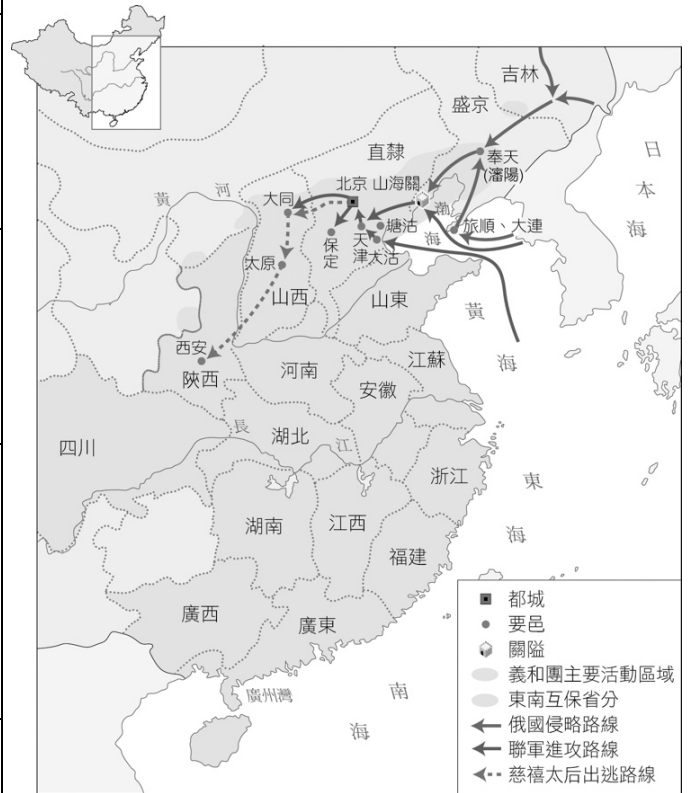 吉林
盛京
直隸
奉天
(瀋陽)
日本海
北京
山海關
黃河
大同
渤海
旅順、大連
塘沽
保定
天津
大沽
太原
山西
山東
黃海
西安
陝西
河南
江蘇
安徽
四川
長江
湖北
浙江
東海
湖南
江西
福建
廣西
廣東
廣州灣
南海
都城
要邑
關隘
義和團主要活動區域
東南互保省分
俄國侵略路線
聯軍進攻路線
慈禧太后出逃路線